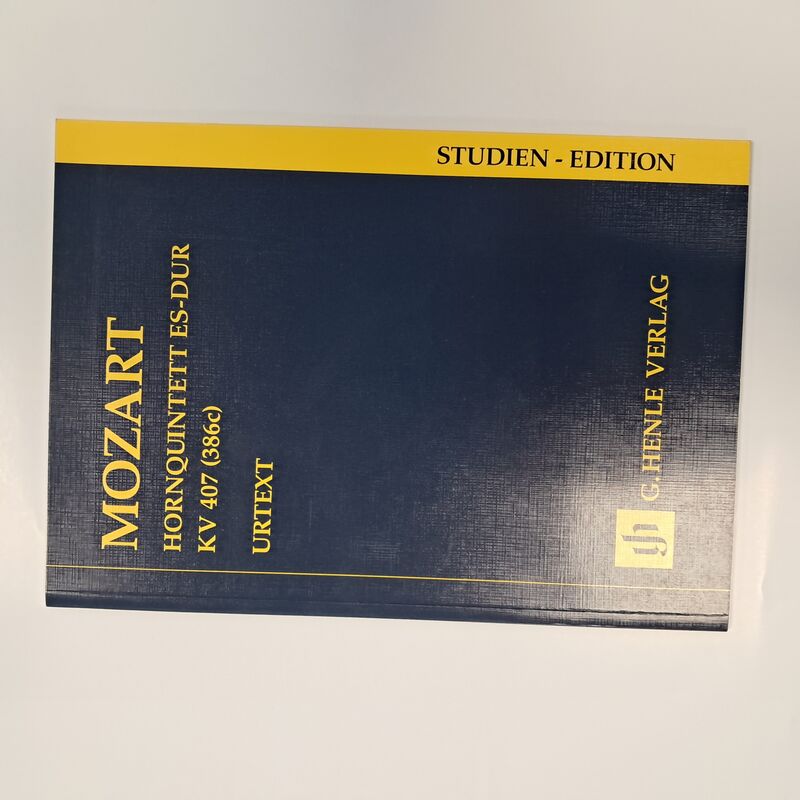 STUDIEN - EDITION
MOZART
HORNQUINTETT ES-DUR
KV 407 (386c)
URTEXT
G. HENLE VERLAG